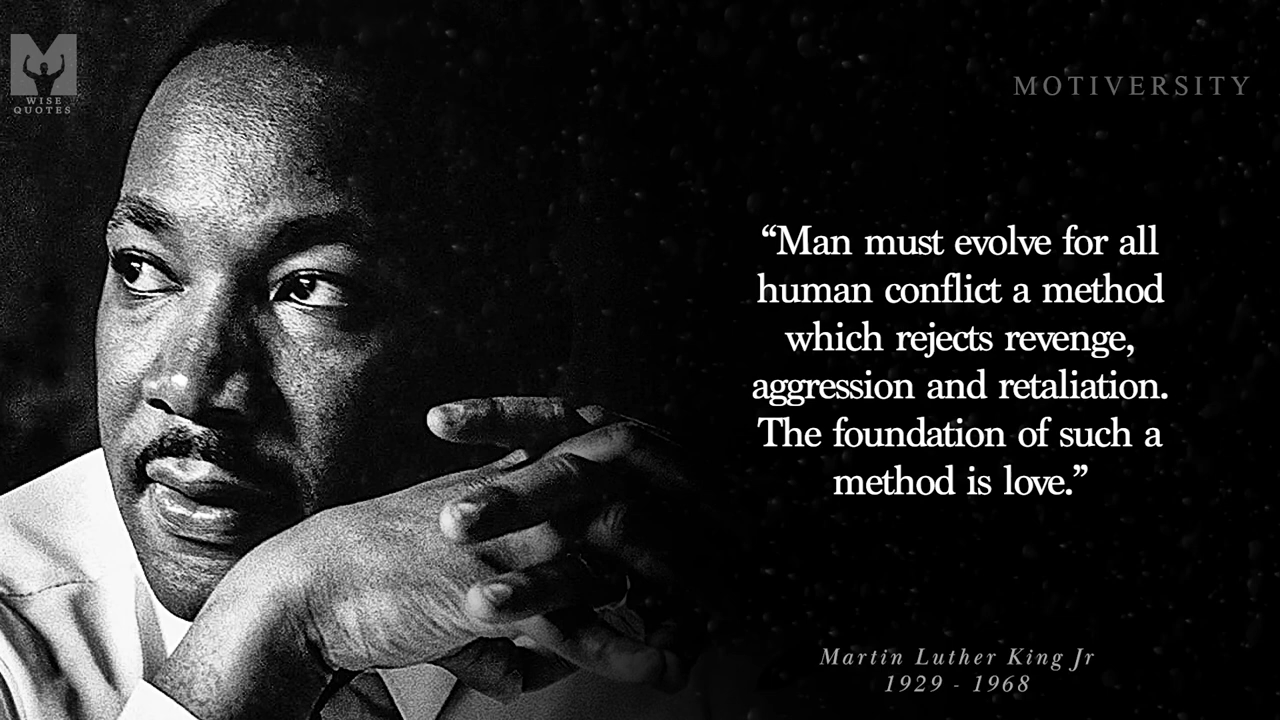 WISE
QUOTES
MOTIVERSITY
“Man must evolve for all
human conflict a method
which rejects revenge,
aggression and retaliation.
The foundation of such a
method is love.”
Martin Luther King Jr
1929 - 1968